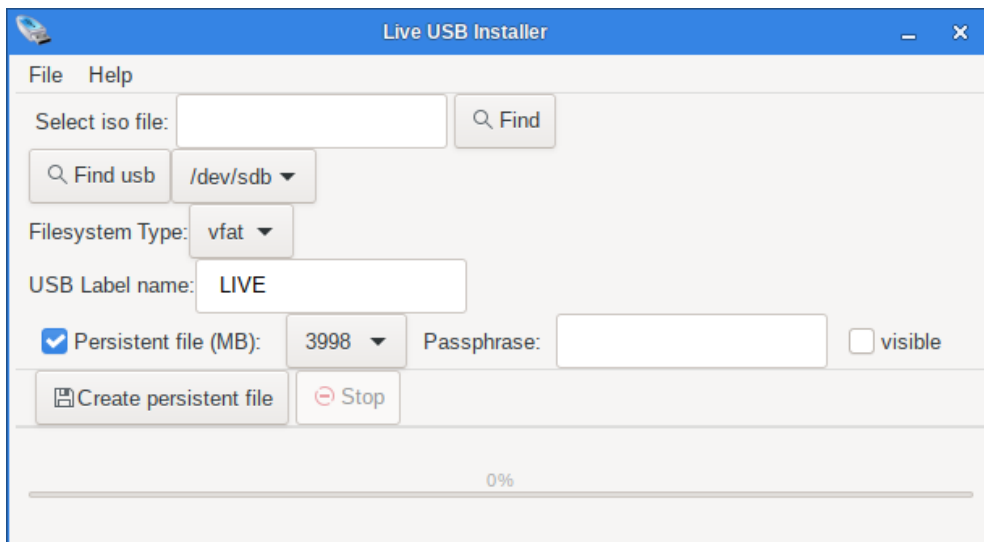 Live USB Installer
File Help
Select iso file: Find
Find usb /dev/sdb
Filesystem Type: vfat
USB Label name: LIVE
Persistent file (MB): 3998 Passphrase: visible
Create persistent file Stop
0%